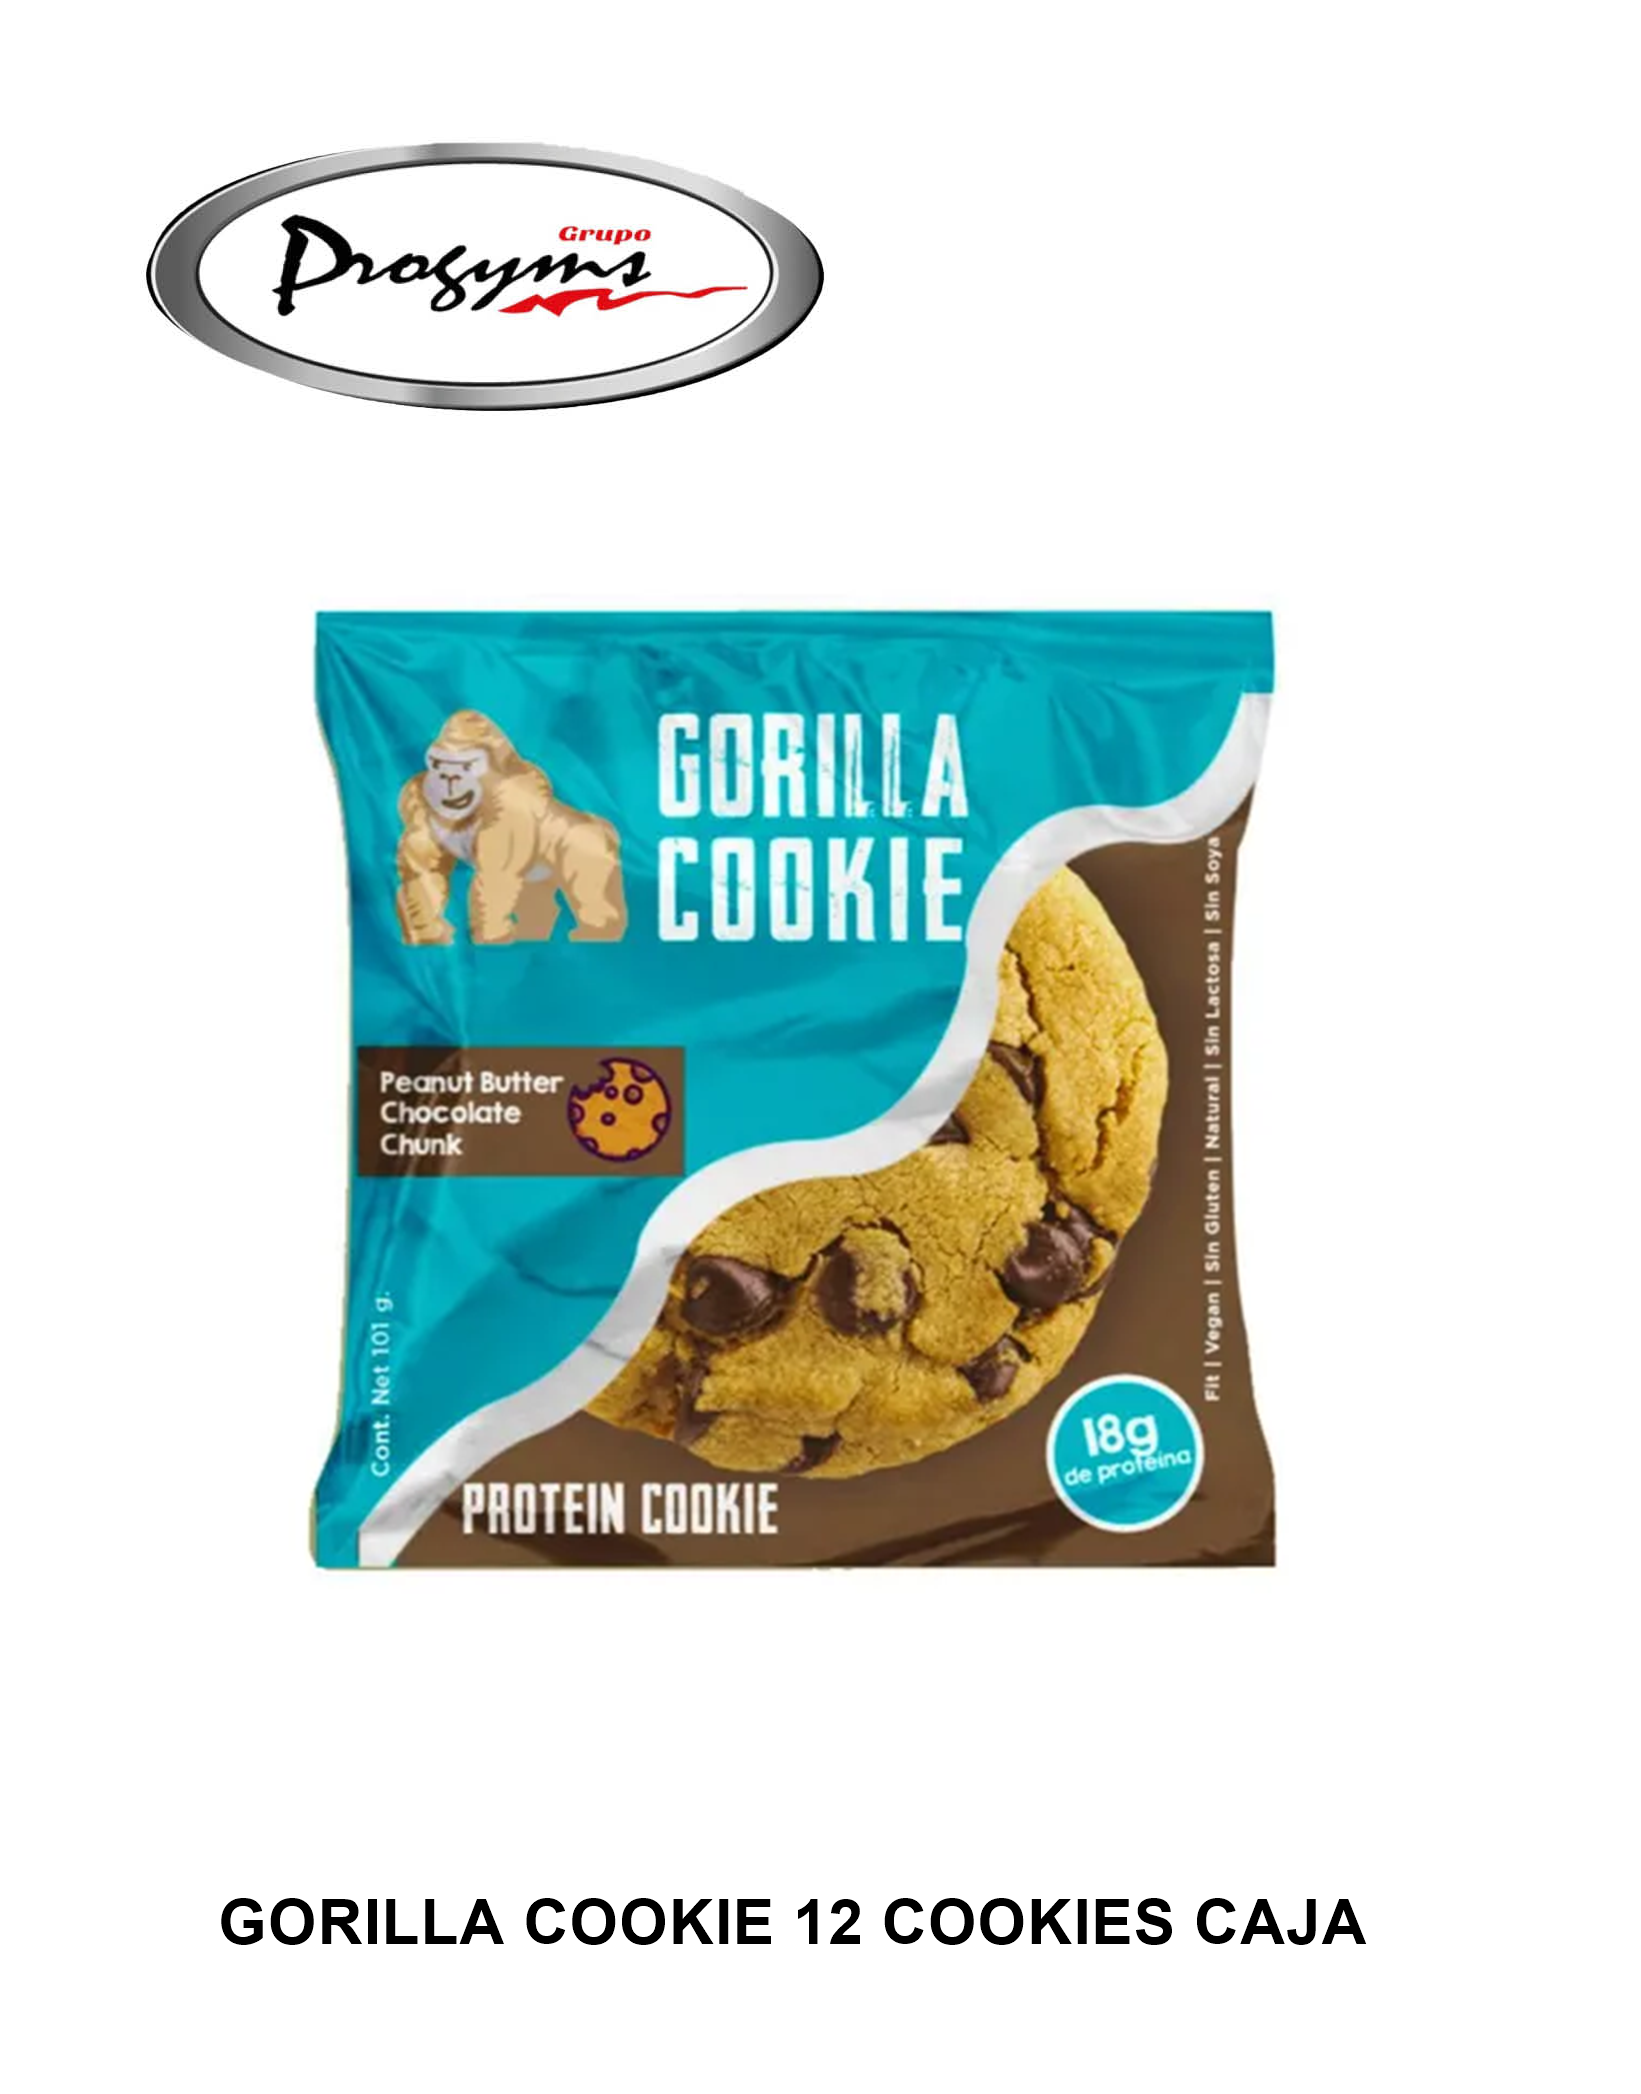 Grupo
Progyms
GORILLA
COOKIE
Peanut Butter
Chocolate
Chunk
Cont. Net 101 g.
Fit | Vegan | Sin Gluten | Natural | Sin Lactosa | Sin Soya
18g
de proteína
PROTEIN COOKIE
GORILLA COOKIE 12 COOKIES CAJA